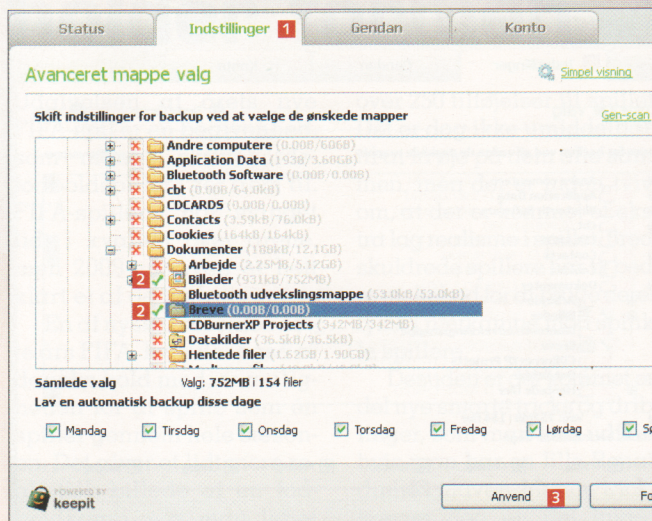 Status Indstillinger 1 Gendan Konto
Avanceret mappe valg Simpel visning
Skift indstillinger for backup ved at vælge de ønskede mapper Gen-scan
Andre computere (0.00B/606B)
Application Data (193B/3.68GB)
Bluetooth Software (0.00B/0.00B)
cbt (0.00B/64.8kB)
CDCARDS (0.00B/0.00B)
Contacts (3.59kB/76.0kB)
Cookies (164kB/164kB)
Dokumenter (188kB/12.1GB)
Arbejde (2.25MB/5.12GB)
2 Billeder (931kB/752MB)
Bluetooth udvekslingsmappe (53.0kB/53.0kB)
2 Breve (0.00B/0.00B)
CDBurnerXP Projects (342MB/342MB)
Datakilder (36.5kB/36.5kB)
Hentede filer (1.62GB/1.90GB)
Samlede valg Valg: 752MB i 154 filer
Lav en automatisk backup disse dage
Mandag Tirsdag Onsdag Torsdag Fredag Lørdag Sø
POWERED BY
keepit Anvend 3 Fo